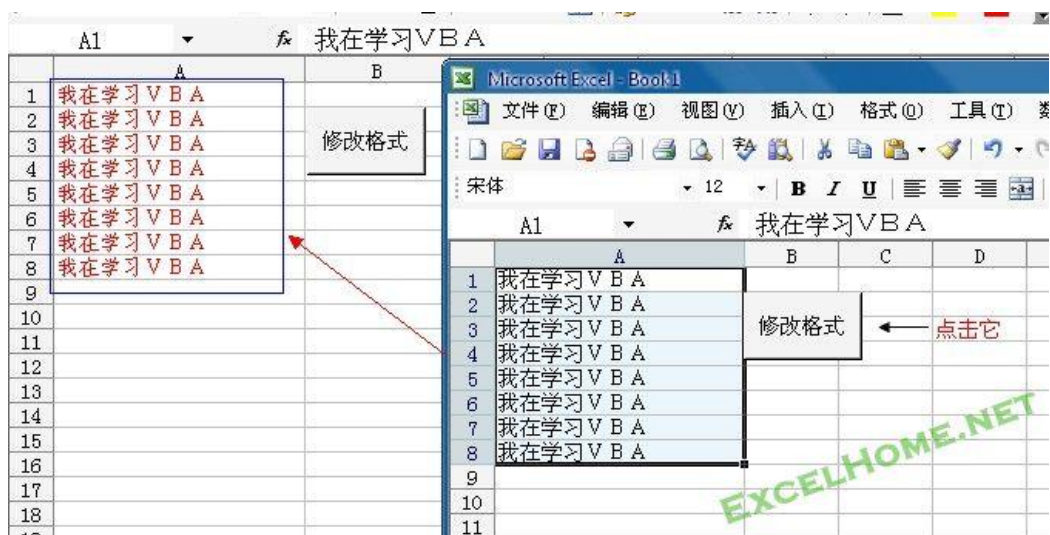 A1 fx 我在学习ＶＢＡ
A B
1 我在学习ＶＢＡ
2 我在学习ＶＢＡ
3 我在学习ＶＢＡ
4 我在学习ＶＢＡ
5 我在学习ＶＢＡ
6 我在学习ＶＢＡ
7 我在学习ＶＢＡ
8 我在学习ＶＢＡ
9
10
11
12
13
14
15
16
17
18
修改格式
Microsoft Excel - Book1
文件(F) 编辑(E) 视图(V) 插入(I) 格式(O) 工具(T)
宋体 12 B I U
A1 fx 我在学习ＶＢＡ
A B C D
1 我在学习ＶＢＡ
2 我在学习ＶＢＡ
3 我在学习ＶＢＡ
4 我在学习ＶＢＡ
5 我在学习ＶＢＡ
6 我在学习ＶＢＡ
7 我在学习ＶＢＡ
8 我在学习ＶＢＡ
9
10
11
修改格式
点击它
EXCELHOME.NET